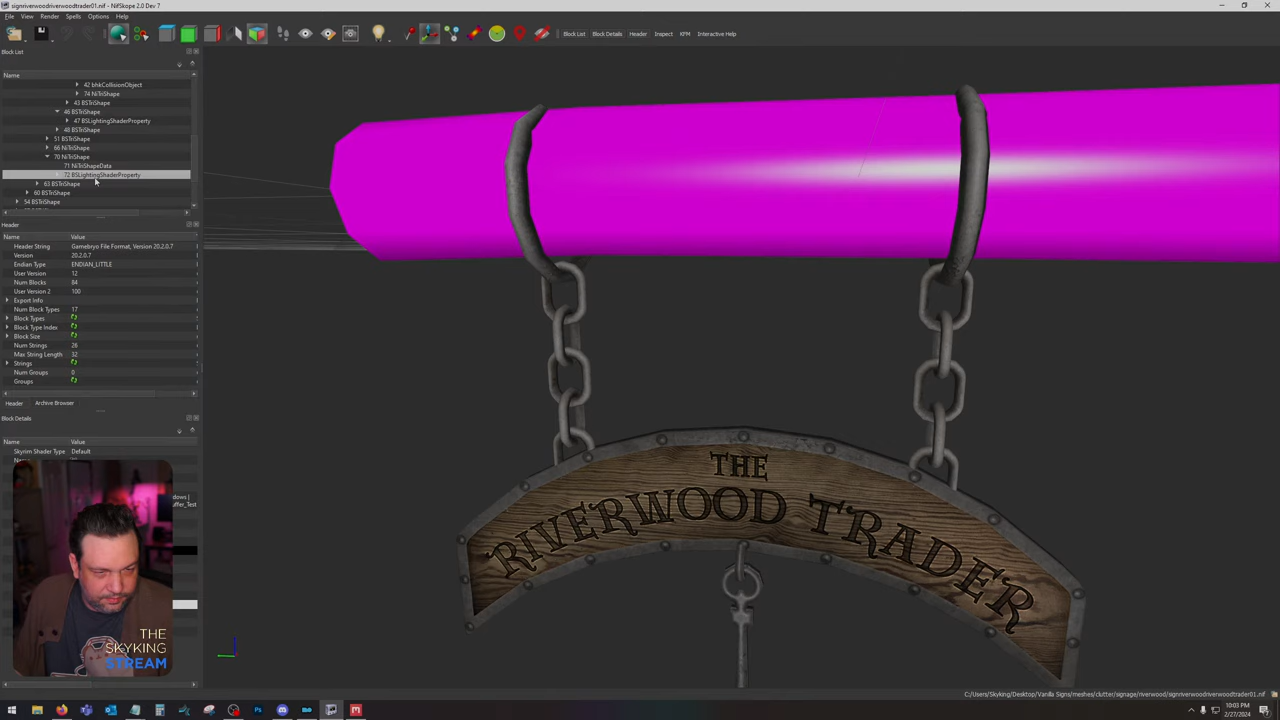 signriverwoodriverwoodtrader01.nif - NifSkope 2.0 Dev 7
File View Render Spells Options Help
Block List Block Details Header Inspect KFM Interactive Help
Block List
Name
42 bhkCollisionObject
74 NiTriShape
43 BSTriShape
46 BSTriShape
47 BSLightingShaderProperty
48 BSTriShape
51 BSTriShape
66 NiTriShape
70 NiTriShape
71 NiTriShapeData
72 BSLightingShaderProperty
63 BSTriShape
60 BSTriShape
54 BSTriShape
Header
Name Value
Header String Gamebryo File Format, Version 20.2.0.7
Version 20.2.0.7
Endian Type ENDIAN_LITTLE
User Version 12
Num Blocks 84
User Version 2 100
Export Info
Num Block Types 17
Block Types
Block Type Index
Block Size
Num Strings 26
Max String Length 32
Strings
Num Groups 0
Groups
Header Archive Browser
Block Details
Name Value
Skyrim Shader Type Default
THE
RIVERWOOD TRADER
THE
SKYKING
STREAM
C:/Users/Skyking/Desktop/Vanilla Signs/meshes/clutter/signage/riverwood/signriverwoodriverwoodtrader01.nif
10:03 PM
2/27/2024